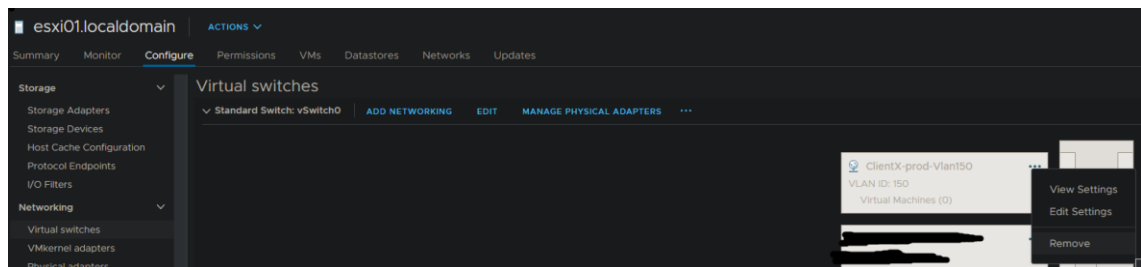 esxi01.localdomain ACTIONS
Summary Monitor Configure Permissions VMs Datastores Networks Updates
Storage
Storage Adapters
Storage Devices
Host Cache Configuration
Protocol Endpoints
I/O Filters
Networking
Virtual switches
VMkernel adapters
Physical adapters
Virtual switches
Standard Switch: vSwitch0 ADD NETWORKING EDIT MANAGE PHYSICAL ADAPTERS ...
ClientX-prod-Vlan150 ...
VLAN ID: 150
Virtual Machines (0)
View Settings
Edit Settings
Remove